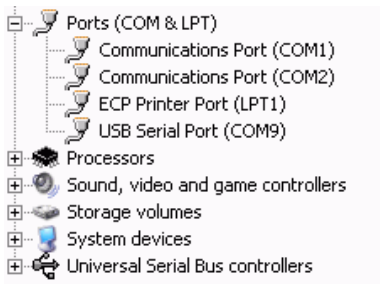 Ports (COM & LPT)
Communications Port (COM1)
Communications Port (COM2)
ECP Printer Port (LPT1)
USB Serial Port (COM9)
Processors
Sound, video and game controllers
Storage volumes
System devices
Universal Serial Bus controllers